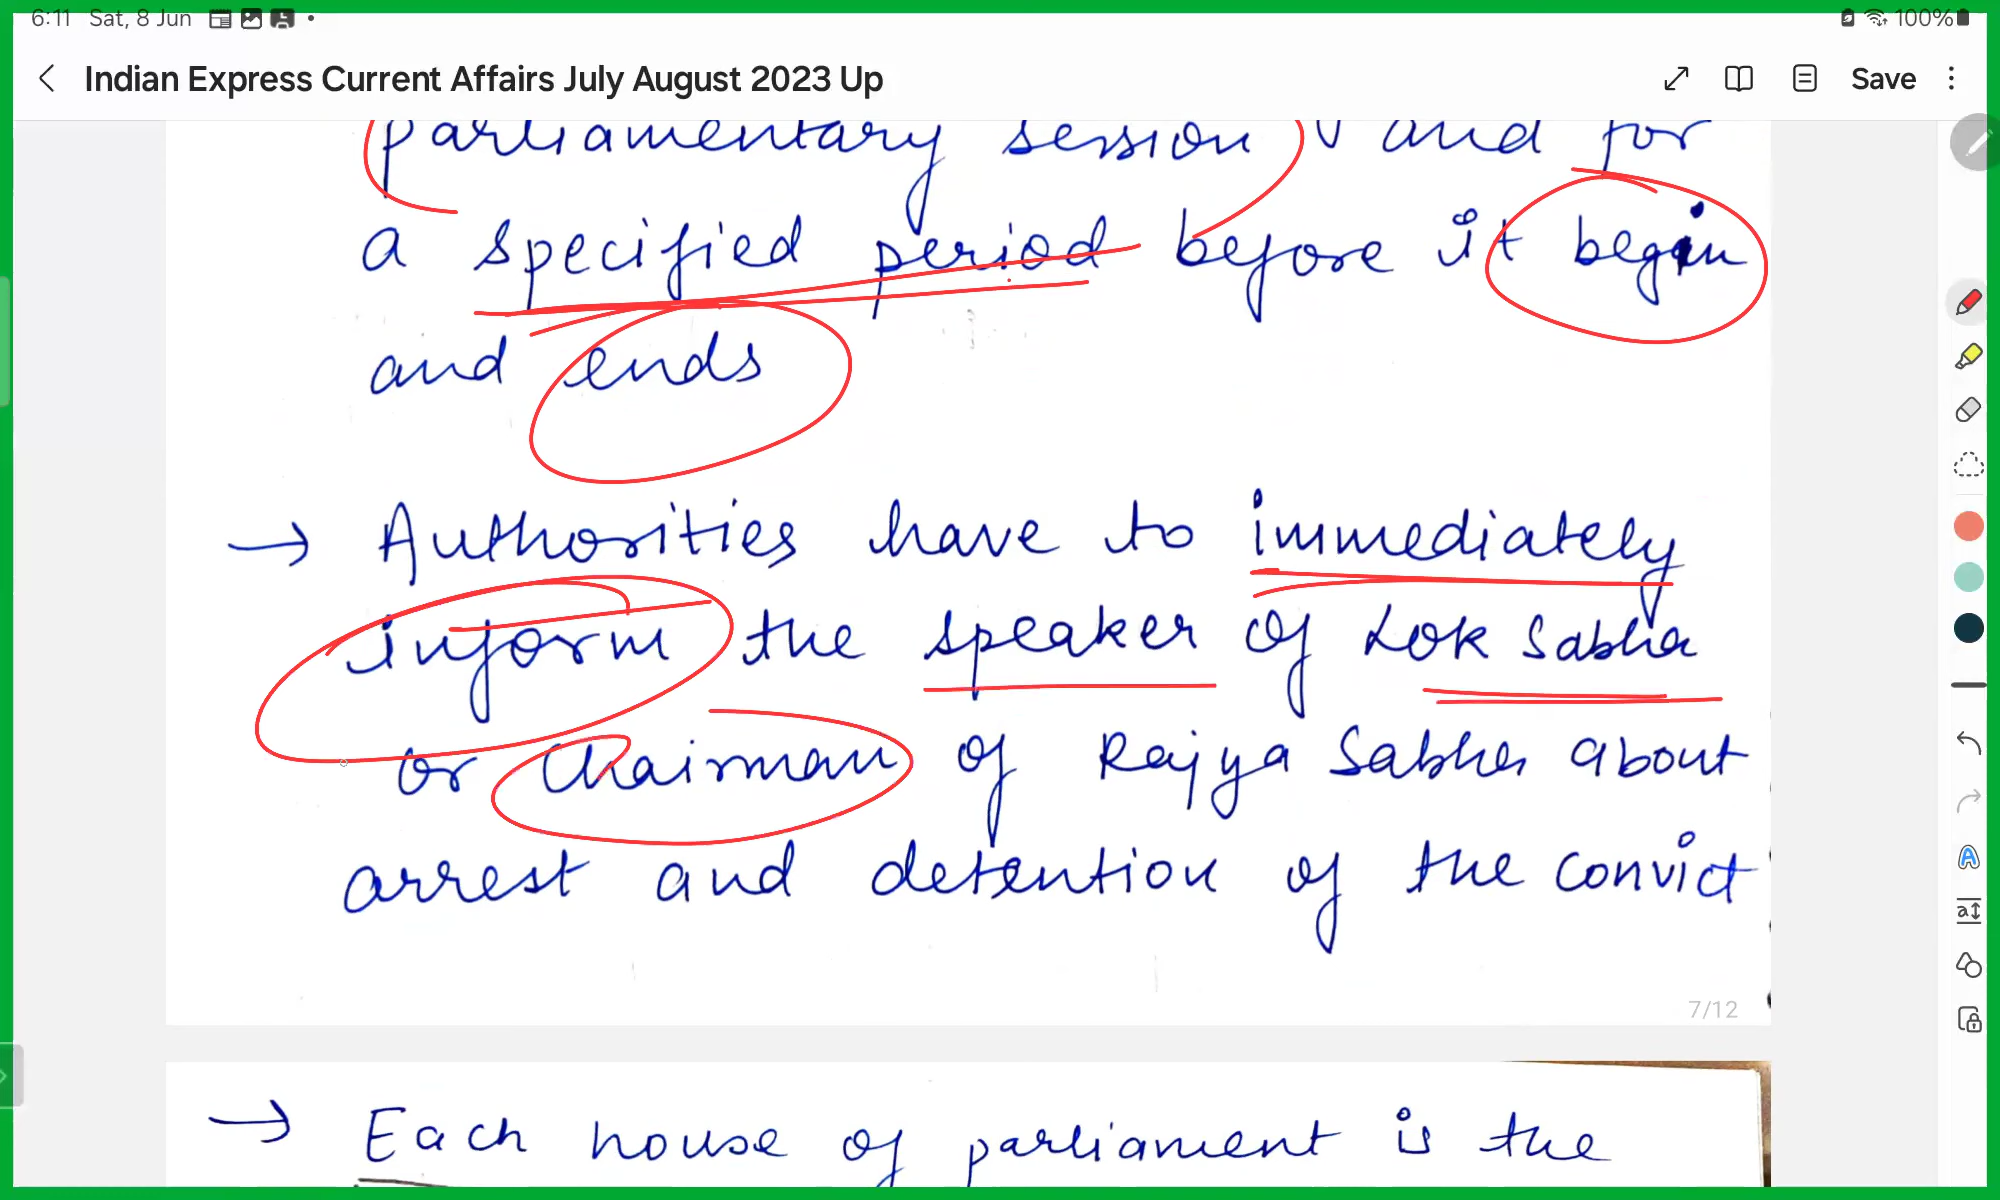 6:11 Sat, 8 Jun
100%
Indian Express Current Affairs July August 2023 Up
Save
parliamentary session and for
a specified period before it begin
and ends
→ Authorities have to immediately
inform the speaker of Lok Sabha
or Chairman of Rajya Sabha about
arrest and detention of the convict
7/12
→ Each house of parliament is the